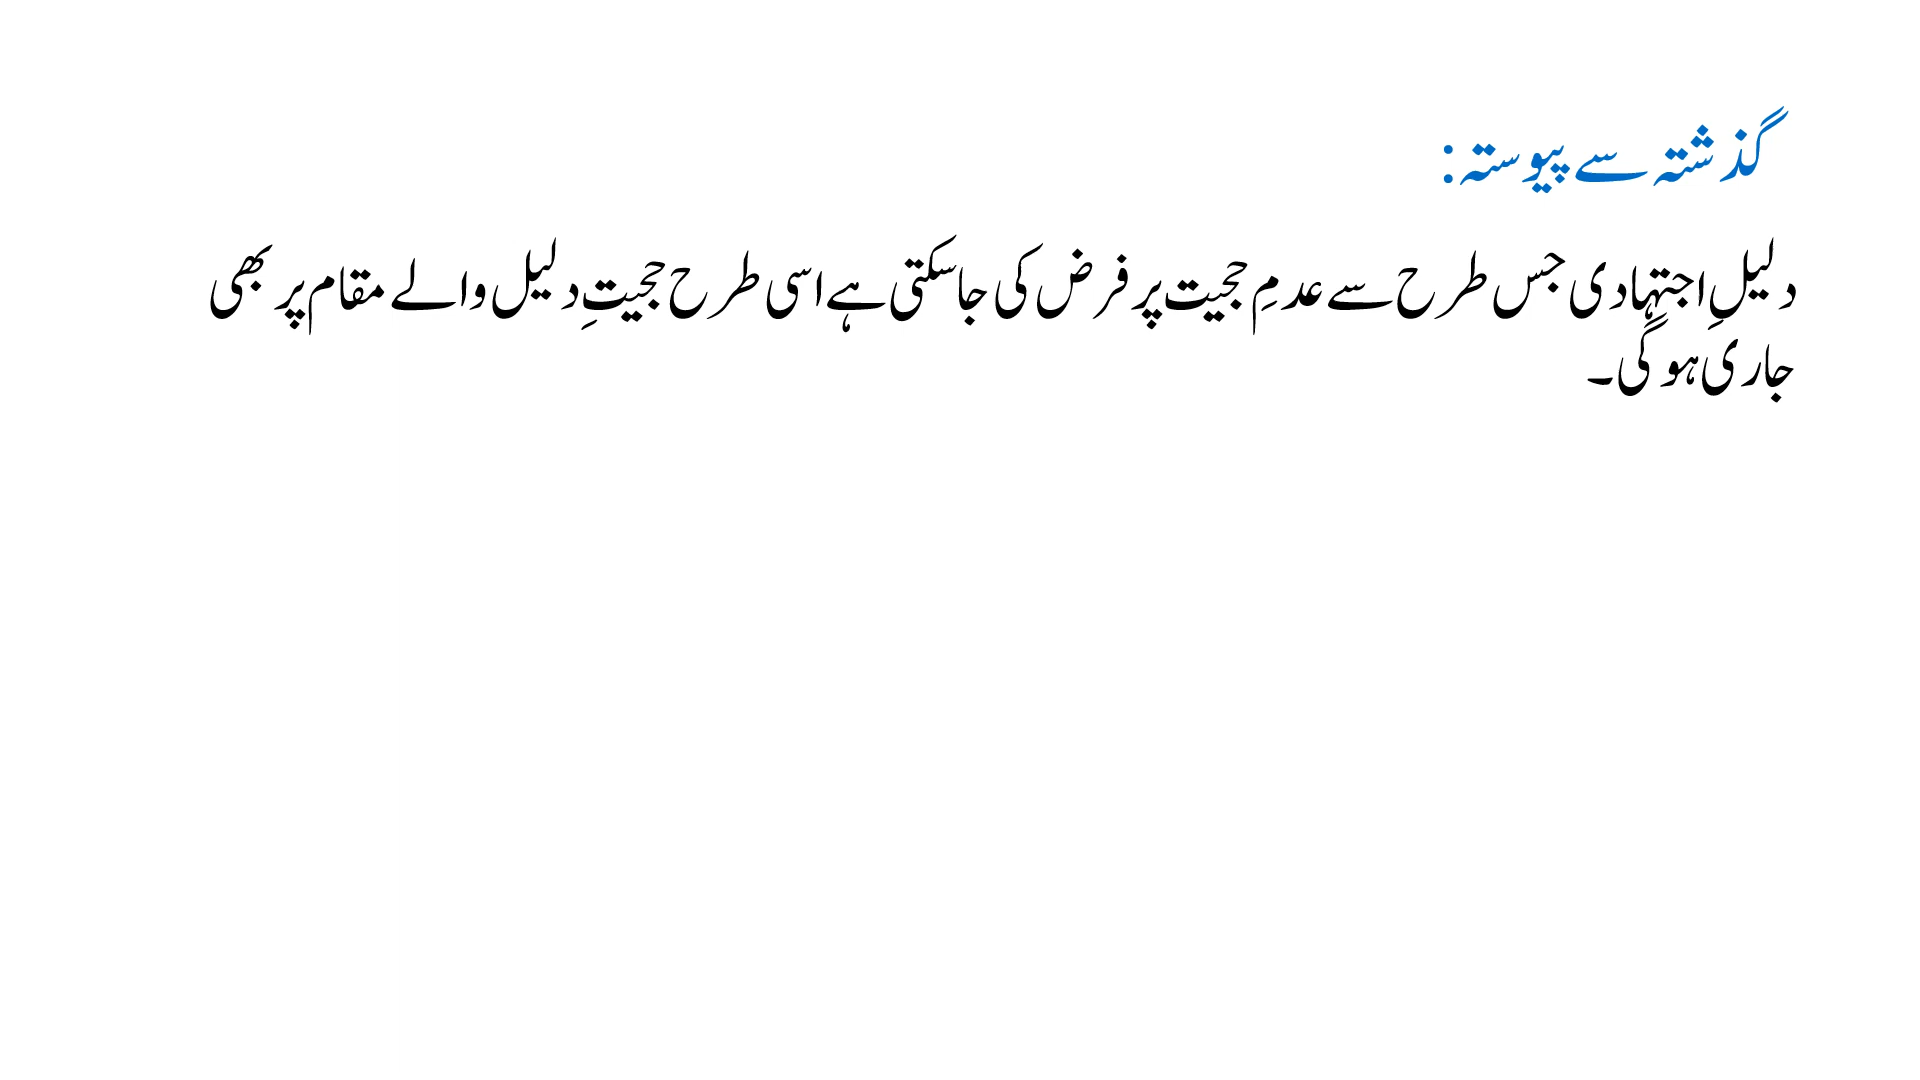 گذشتہ سے پیوستہ:
دلیلِ اجتہادی جس طرح سے عدمِ حجیت پر فرض کی جاسکتی ہے اسی طرح حجیتِ دلیل والے مقام پر بھی
جاری ہوگی۔